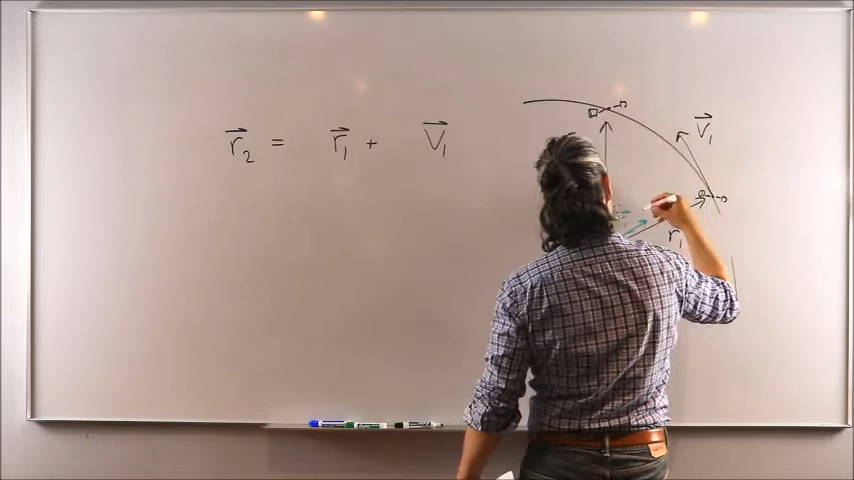 r⃗₂ = r⃗₁ + v⃗₁
v⃗₁
r₁